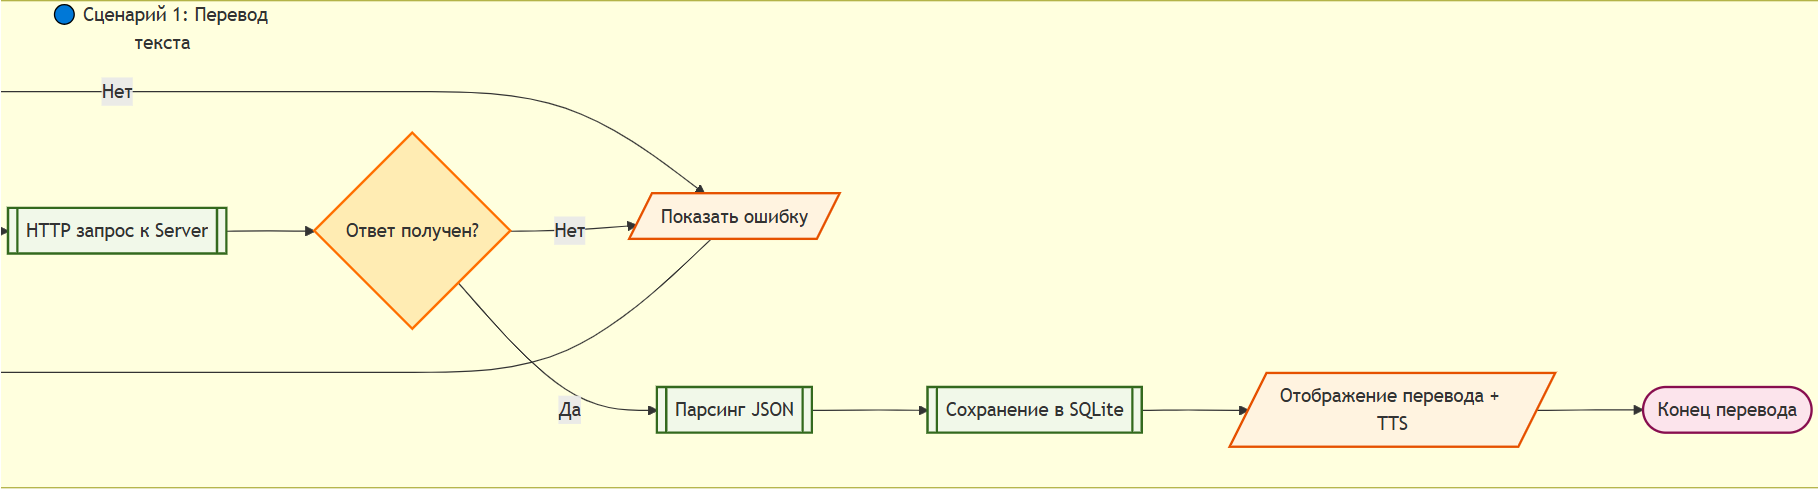 Сценарий 1: Перевод
текста
Нет
HTTP запрос к Server
Ответ получен?
Нет
Показать ошибку
Да
Парсинг JSON
Сохранение в SQLite
Отображение перевода +
TTS
Конец перевода